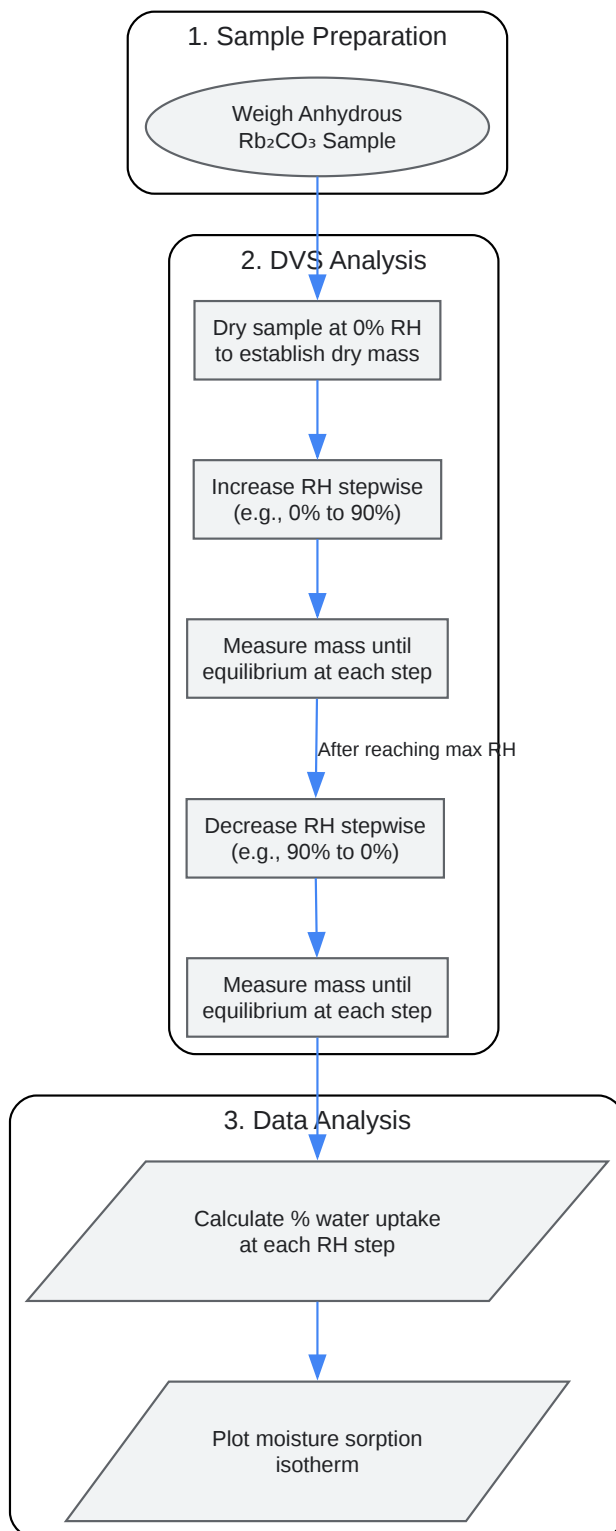 1. Sample Preparation
Weigh Anhydrous
Rb₂CO₃ Sample
2. DVS Analysis
Dry sample at 0% RH
to establish dry mass
Increase RH stepwise
(e.g., 0% to 90%)
Measure mass until
equilibrium at each step
After reaching max RH
Decrease RH stepwise
(e.g., 90% to 0%)
Measure mass until
equilibrium at each step
3. Data Analysis
Calculate % water uptake
at each RH step
Plot moisture sorption
isotherm